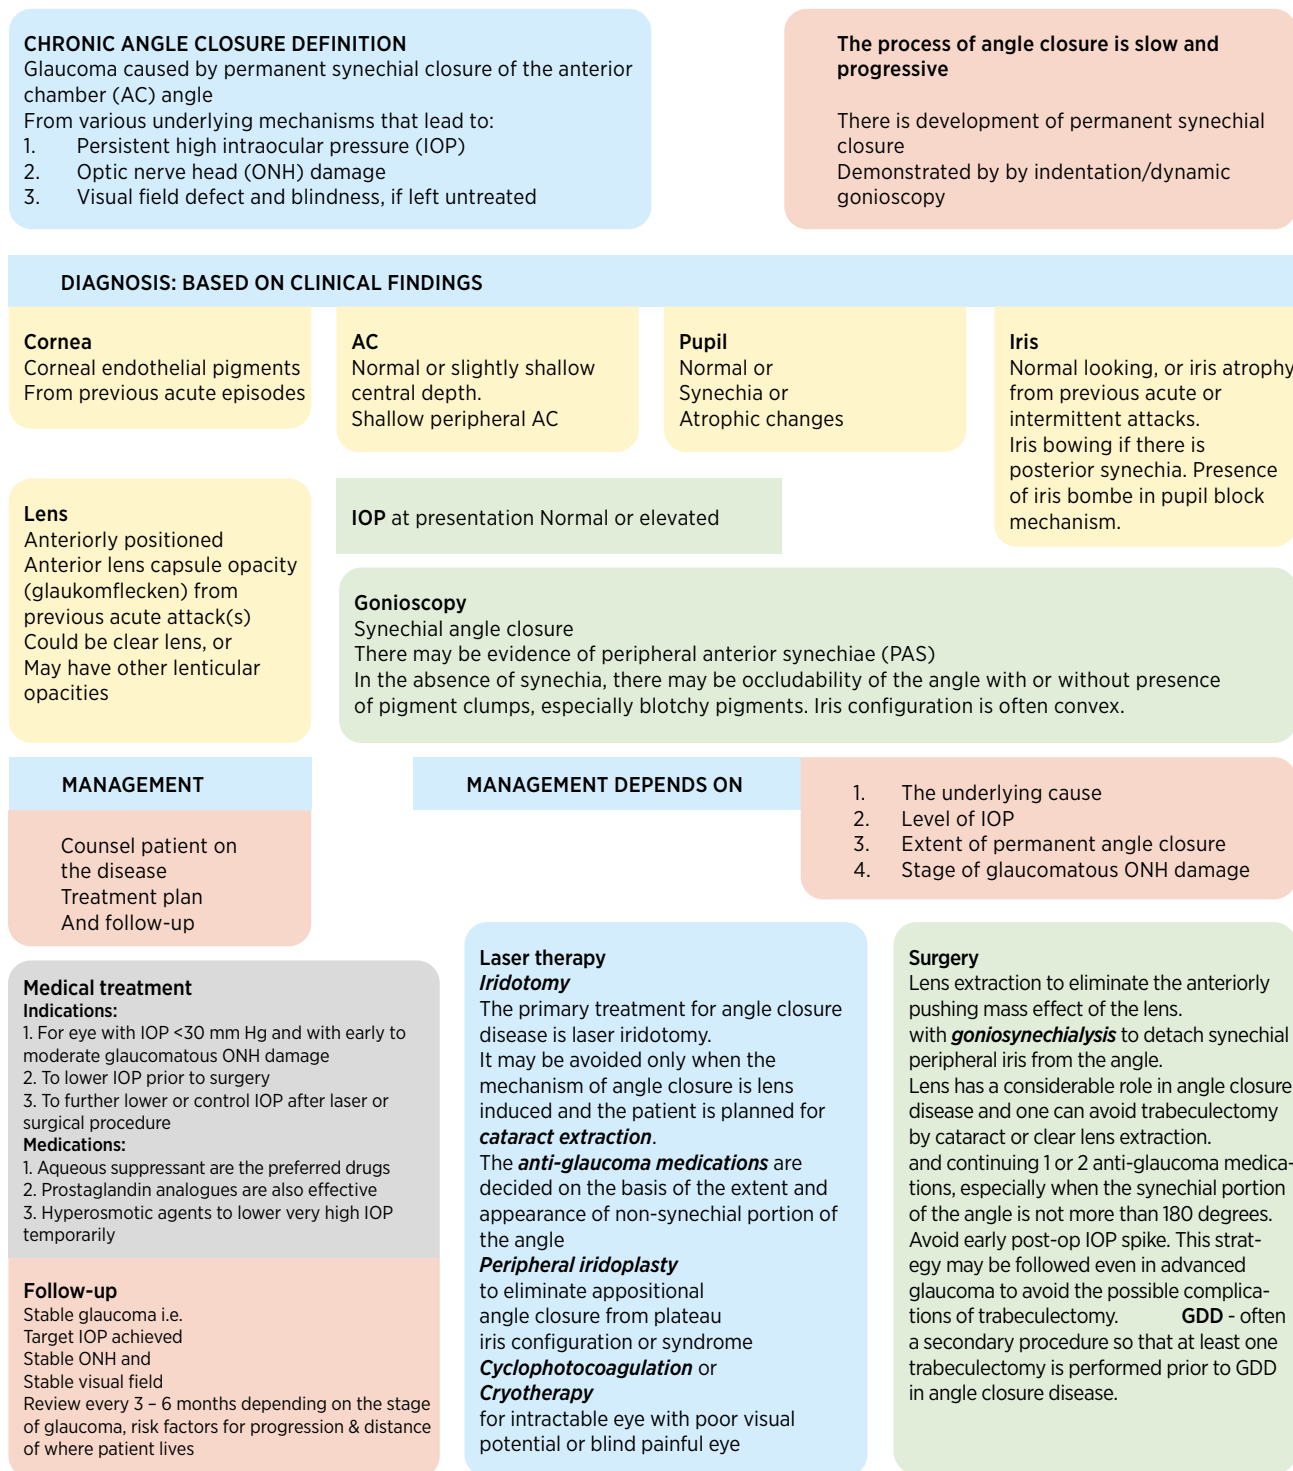 CHRONIC ANGLE CLOSURE DEFINITION
Glaucoma caused by permanent synechial closure of the anterior
chamber (AC) angle
From various underlying mechanisms that lead to:
1. Persistent high intraocular pressure (IOP)
2. Optic nerve head (ONH) damage
3. Visual field defect and blindness, if left untreated
The process of angle closure is slow and
progressive
There is development of permanent synechial
closure
Demonstrated by by indentation/dynamic
gonioscopy
DIAGNOSIS: BASED ON CLINICAL FINDINGS
Cornea
Corneal endothelial pigments
From previous acute episodes
AC
Normal or slightly shallow
central depth.
Shallow peripheral AC
Pupil
Normal or
Synechia or
Atrophic changes
Iris
Normal looking, or iris atrophy
from previous acute or
intermittent attacks.
Iris bowing if there is
posterior synechia. Presence
of iris bombe in pupil block
mechanism.
Lens
Anteriorly positioned
Anterior lens capsule opacity
(glaukomflecken) from
previous acute attack(s)
Could be clear lens, or
May have other lenticular
opacities
IOP at presentation Normal or elevated
Gonioscopy
Synechial angle closure
There may be evidence of peripheral anterior synechiae (PAS)
In the absence of synechia, there may be occludability of the angle with or without presence
of pigment clumps, especially blotchy pigments. Iris configuration is often convex.
MANAGEMENT
Counsel patient on
the disease
Treatment plan
And follow-up
MANAGEMENT DEPENDS ON
1. The underlying cause
2. Level of IOP
3. Extent of permanent angle closure
4. Stage of glaucomatous ONH damage
Medical treatment
Indications:
1. For eye with IOP <30 mm Hg and with early to
moderate glaucomatous ONH damage
2. To lower IOP prior to surgery
3. To further lower or control IOP after laser or
surgical procedure
Medications:
1. Aqueous suppressant are the preferred drugs
2. Prostaglandin analogues are also effective
3. Hyperosmotic agents to lower very high IOP
temporarily
Follow-up
Stable glaucoma i.e.
Target IOP achieved
Stable ONH and
Stable visual field
Review every 3 – 6 months depending on the stage
of glaucoma, risk factors for progression & distance
of where patient lives
Laser therapy
Iridotomy
The primary treatment for angle closure
disease is laser iridotomy.
It may be avoided only when the
mechanism of angle closure is lens
induced and the patient is planned for
cataract extraction.
The anti-glaucoma medications are
decided on the basis of the extent and
appearance of non-synechial portion of
the angle
Peripheral iridoplasty
to eliminate appositional
angle closure from plateau
iris configuration or syndrome
Cyclophotocoagulation or
Cryotherapy
for intractable eye with poor visual
potential or blind painful eye
Surgery
Lens extraction to eliminate the anteriorly
pushing mass effect of the lens.
with goniosynechialysis to detach synechial
peripheral iris from the angle.
Lens has a considerable role in angle closure
disease and one can avoid trabeculectomy
by cataract or clear lens extraction.
and continuing 1 or 2 anti-glaucoma medica-
tions, especially when the synechial portion
of the angle is not more than 180 degrees.
Avoid early post-op IOP spike. This strat-
egy may be followed even in advanced
glaucoma to avoid the possible complica-
tions of trabeculectomy. GDD - often
a secondary procedure so that at least one
trabeculectomy is performed prior to GDD
in angle closure disease.